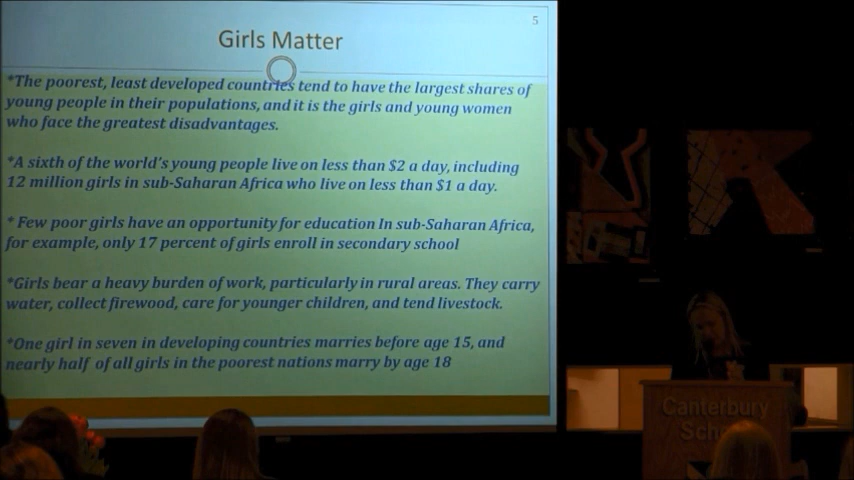 5
Girls Matter
*The poorest, least developed countries tend to have the largest shares of
young people in their populations, and it is the girls and young women
who face the greatest disadvantages.
*A sixth of the world's young people live on less than $2 a day, including
12 million girls in sub-Saharan Africa who live on less than $1 a day.
* Few poor girls have an opportunity for education In sub-Saharan Africa,
for example, only 17 percent of girls enroll in secondary school
*Girls bear a heavy burden of work, particularly in rural areas. They carry
water, collect firewood, care for younger children, and tend livestock.
*One girl in seven in developing countries marries before age 15, and
nearly half of all girls in the poorest nations marry by age 18
Canterbury